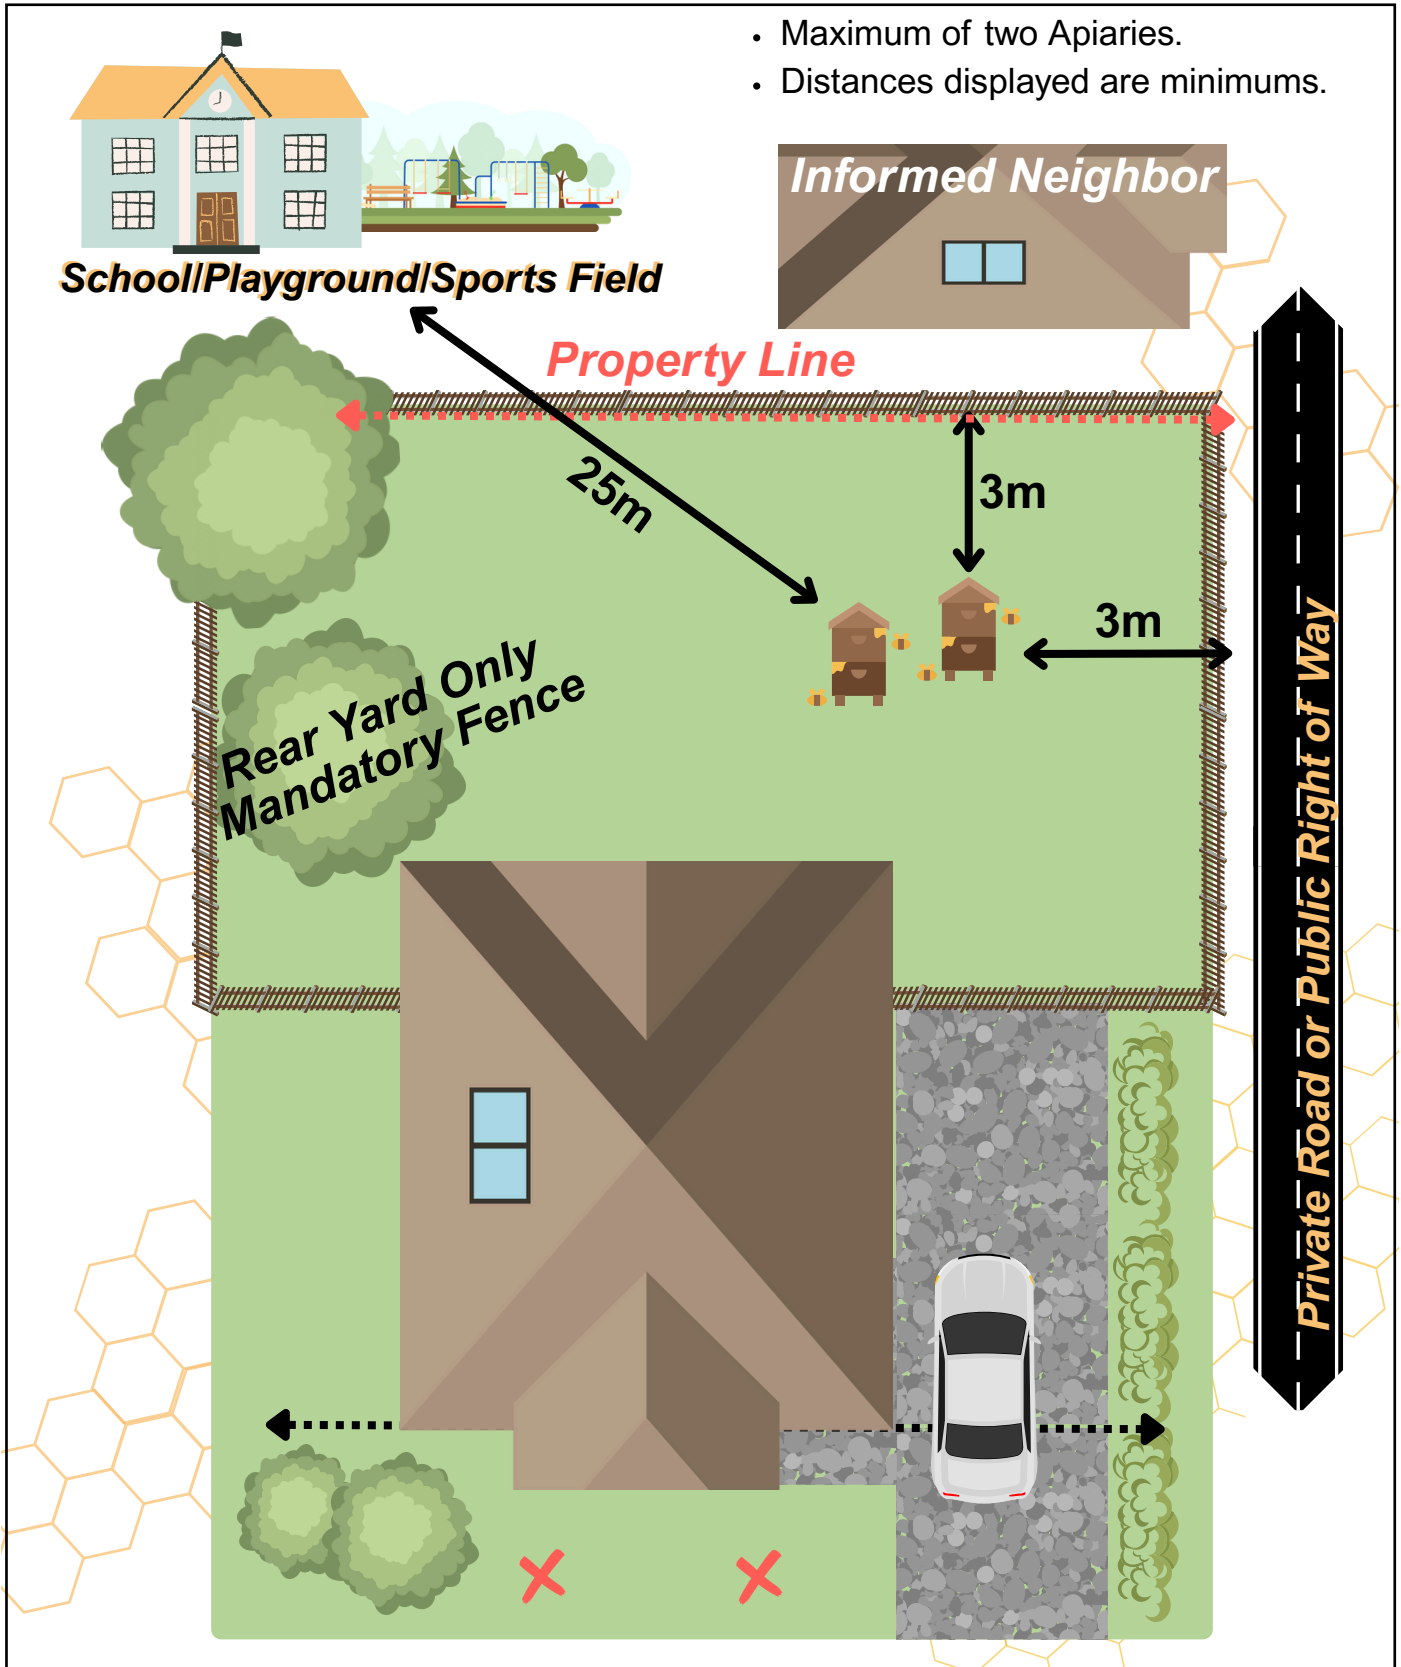 • Maximum of two Apiaries.
• Distances displayed are minimums.
Informed Neighbor
School/Playground/Sports Field
Property Line
25m
3m
3m
Rear Yard Only
Mandatory Fence
Private Road or Public Right of Way